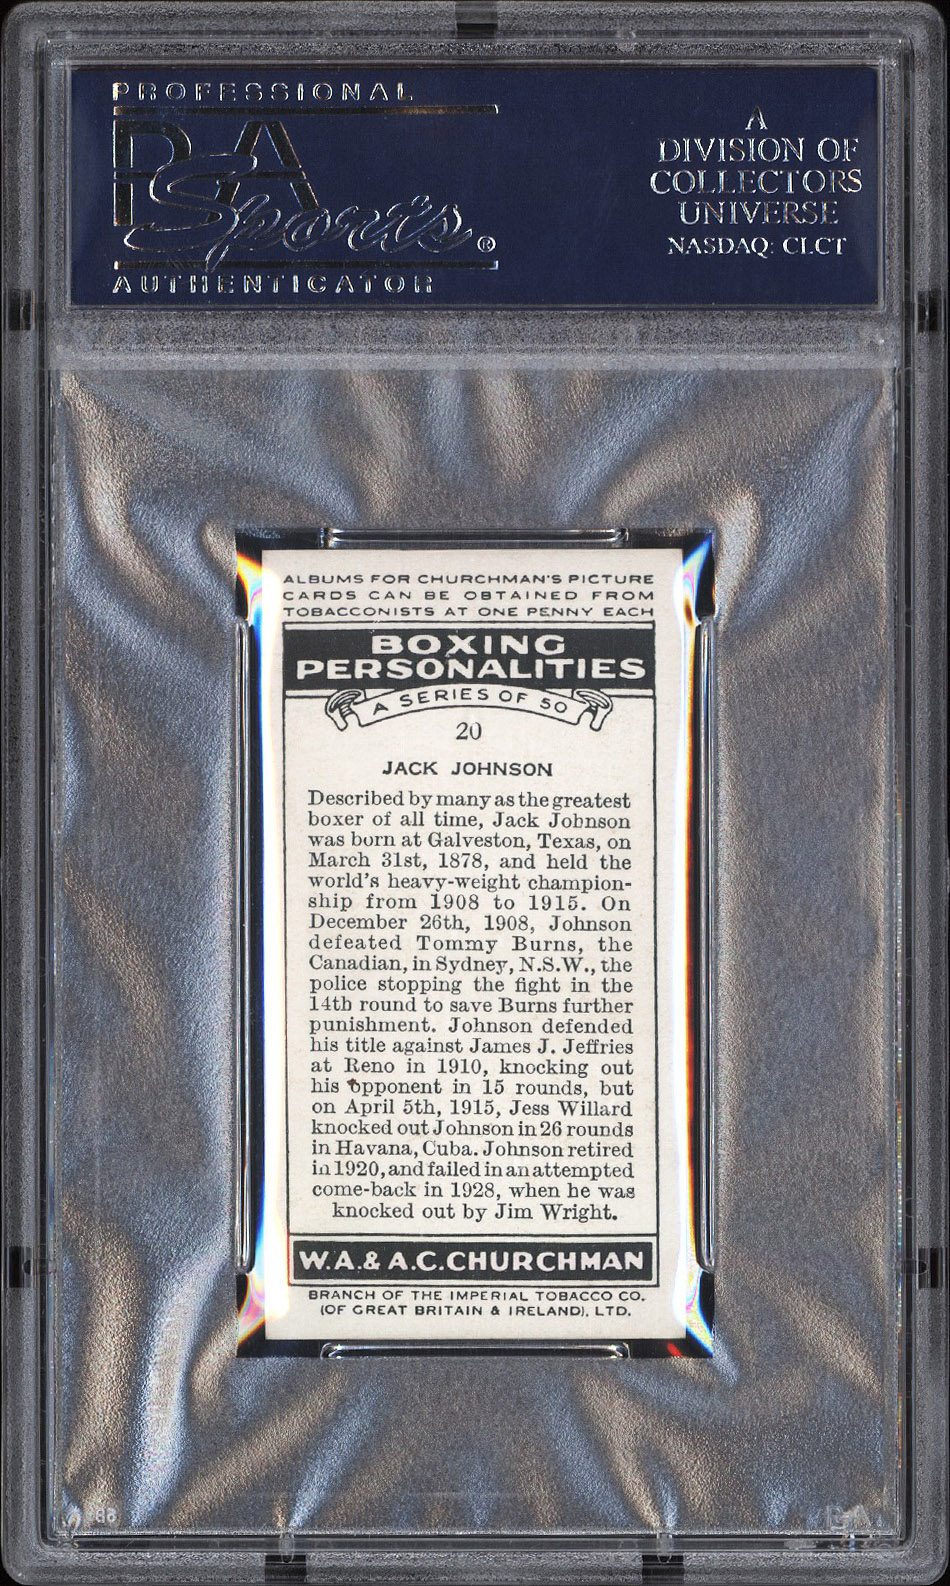 PROFESSIONAL
PSA
Sports®
AUTHENTICATOR
A
DIVISION OF
COLLECTORS
UNIVERSE
NASDAQ: CLCT
ALBUMS FOR CHURCHMAN'S PICTURE
CARDS CAN BE OBTAINED FROM
TOBACCONISTS AT ONE PENNY EACH
BOXING
PERSONALITIES
A SERIES OF 50
20
JACK JOHNSON
Described by many as the greatest
boxer of all time, Jack Johnson
was born at Galveston, Texas, on
March 31st, 1878, and held the
world's heavy-weight champion-
ship from 1908 to 1915. On
December 26th, 1908, Johnson
defeated Tommy Burns, the
Canadian, in Sydney, N.S.W., the
police stopping the fight in the
14th round to save Burns further
punishment. Johnson defended
his title against James J. Jeffries
at Reno in 1910, knocking out
his opponent in 15 rounds, but
on April 5th, 1915, Jess Willard
knocked out Johnson in 26 rounds
in Havana, Cuba. Johnson retired
in 1920, and failed in an attempted
come-back in 1928, when he was
knocked out by Jim Wright.
W.A. & A.C. CHURCHMAN
BRANCH OF THE IMPERIAL TOBACCO CO.
(OF GREAT BRITAIN & IRELAND), LTD.